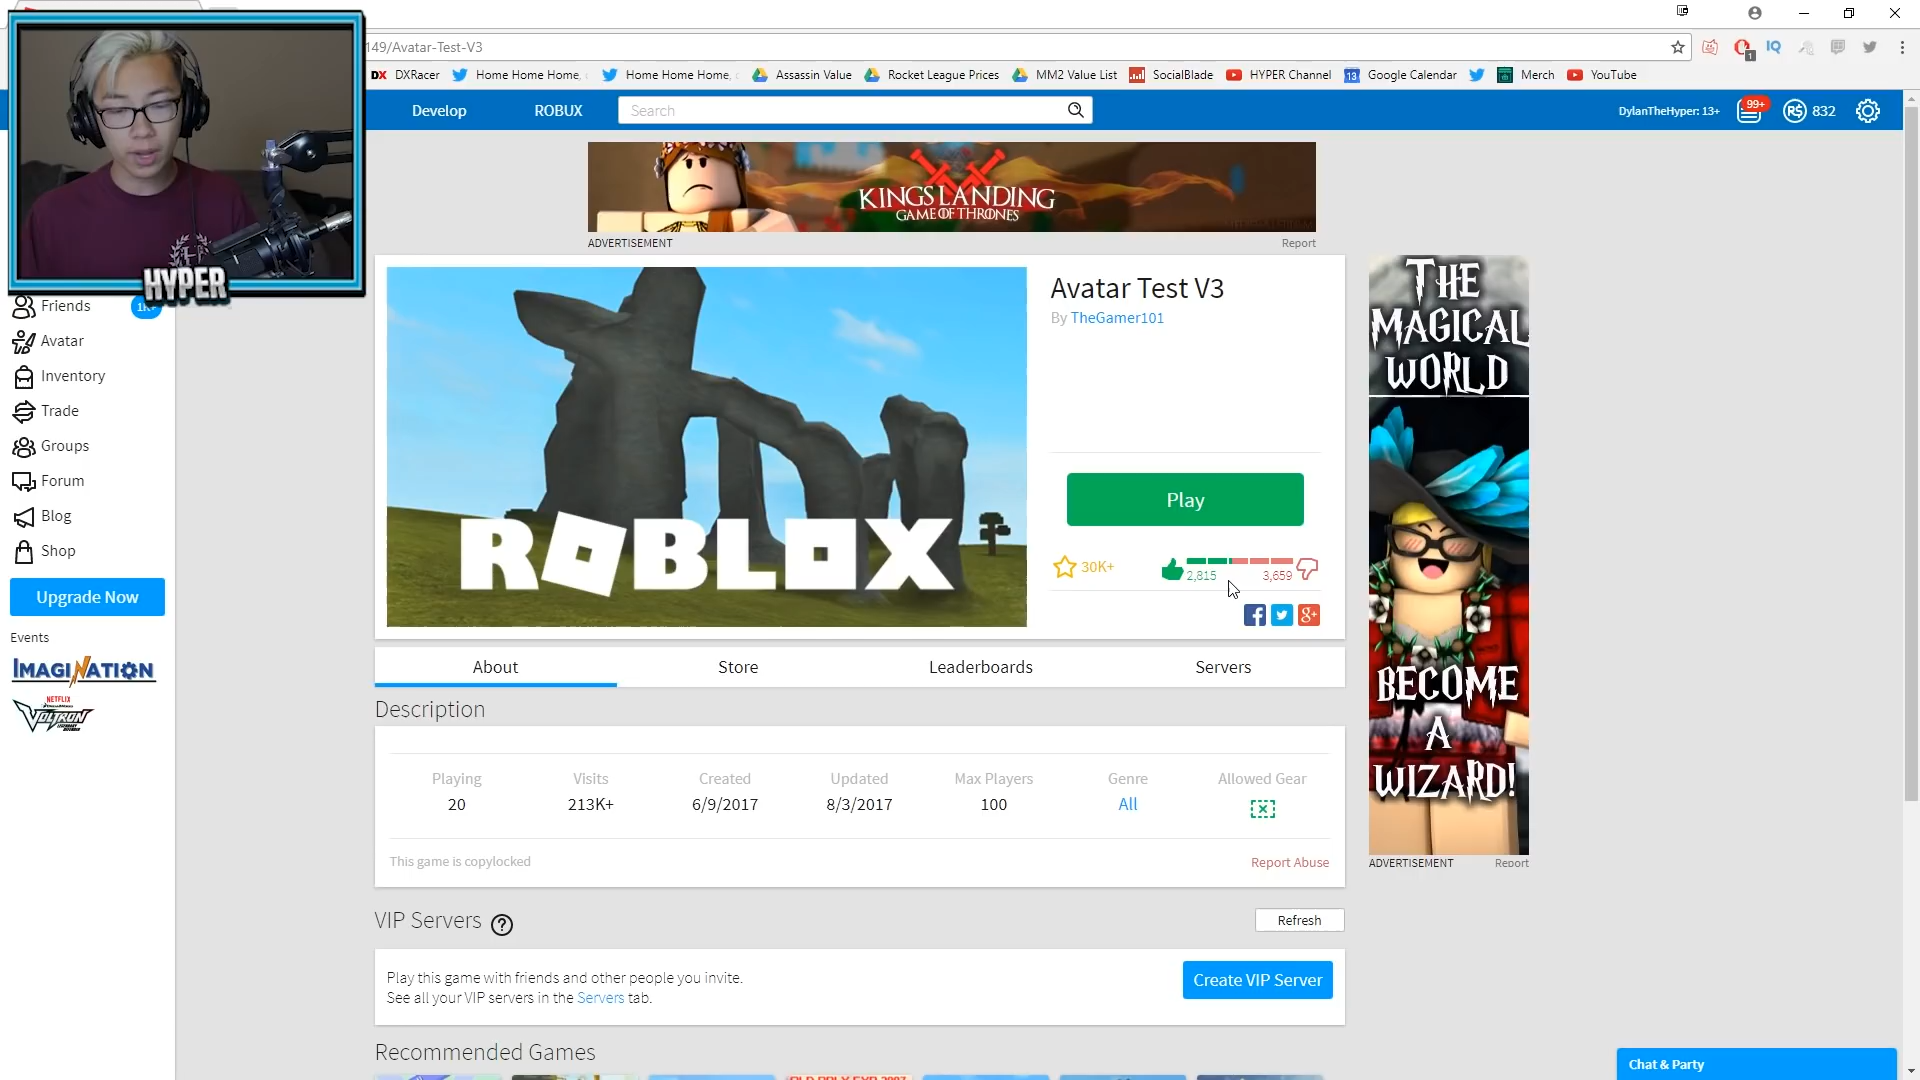 149/Avatar-Test-V3
DXRacer
Home Home Home,
Home Home Home,
Assassin Value
Rocket League Prices
MM2 Value List
SocialBlade
HYPER Channel
Google Calendar
Merch
YouTube
Develop
ROBUX
Search
DylanTheHyper: 13+
99+
832
HYPER
KINGS LANDING
GAME OF THRONES
ADVERTISEMENT
Report
Friends
1K+
Avatar
Inventory
Trade
Groups
Forum
Blog
Shop
Upgrade Now
Events
IMAGINATION
NETFLIX
VOLTRON
ROBLOX
Avatar Test V3
By TheGamer101
Play
30K+
2,815
3,659
THE
MAGICAL
WORLD
BECOME
A
WIZARD!
ADVERTISEMENT
Report
About
Store
Leaderboards
Servers
Description
Playing
Visits
Created
Updated
Max Players
Genre
Allowed Gear
20
213K+
6/9/2017
8/3/2017
100
All
This game is copylocked
Report Abuse
VIP Servers
Refresh
Play this game with friends and other people you invite.
See all your VIP servers in the Servers tab.
Create VIP Server
Recommended Games
Chat & Party